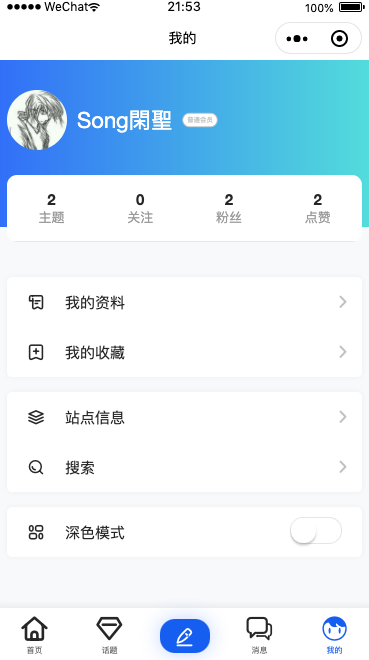 WeChat 21:53 100%
我的
Song閑聖 普通会员
2 0 2 2
主题 关注 粉丝 点赞
我的资料
我的收藏
站点信息
搜索
深色模式
首页 话题 消息 我的